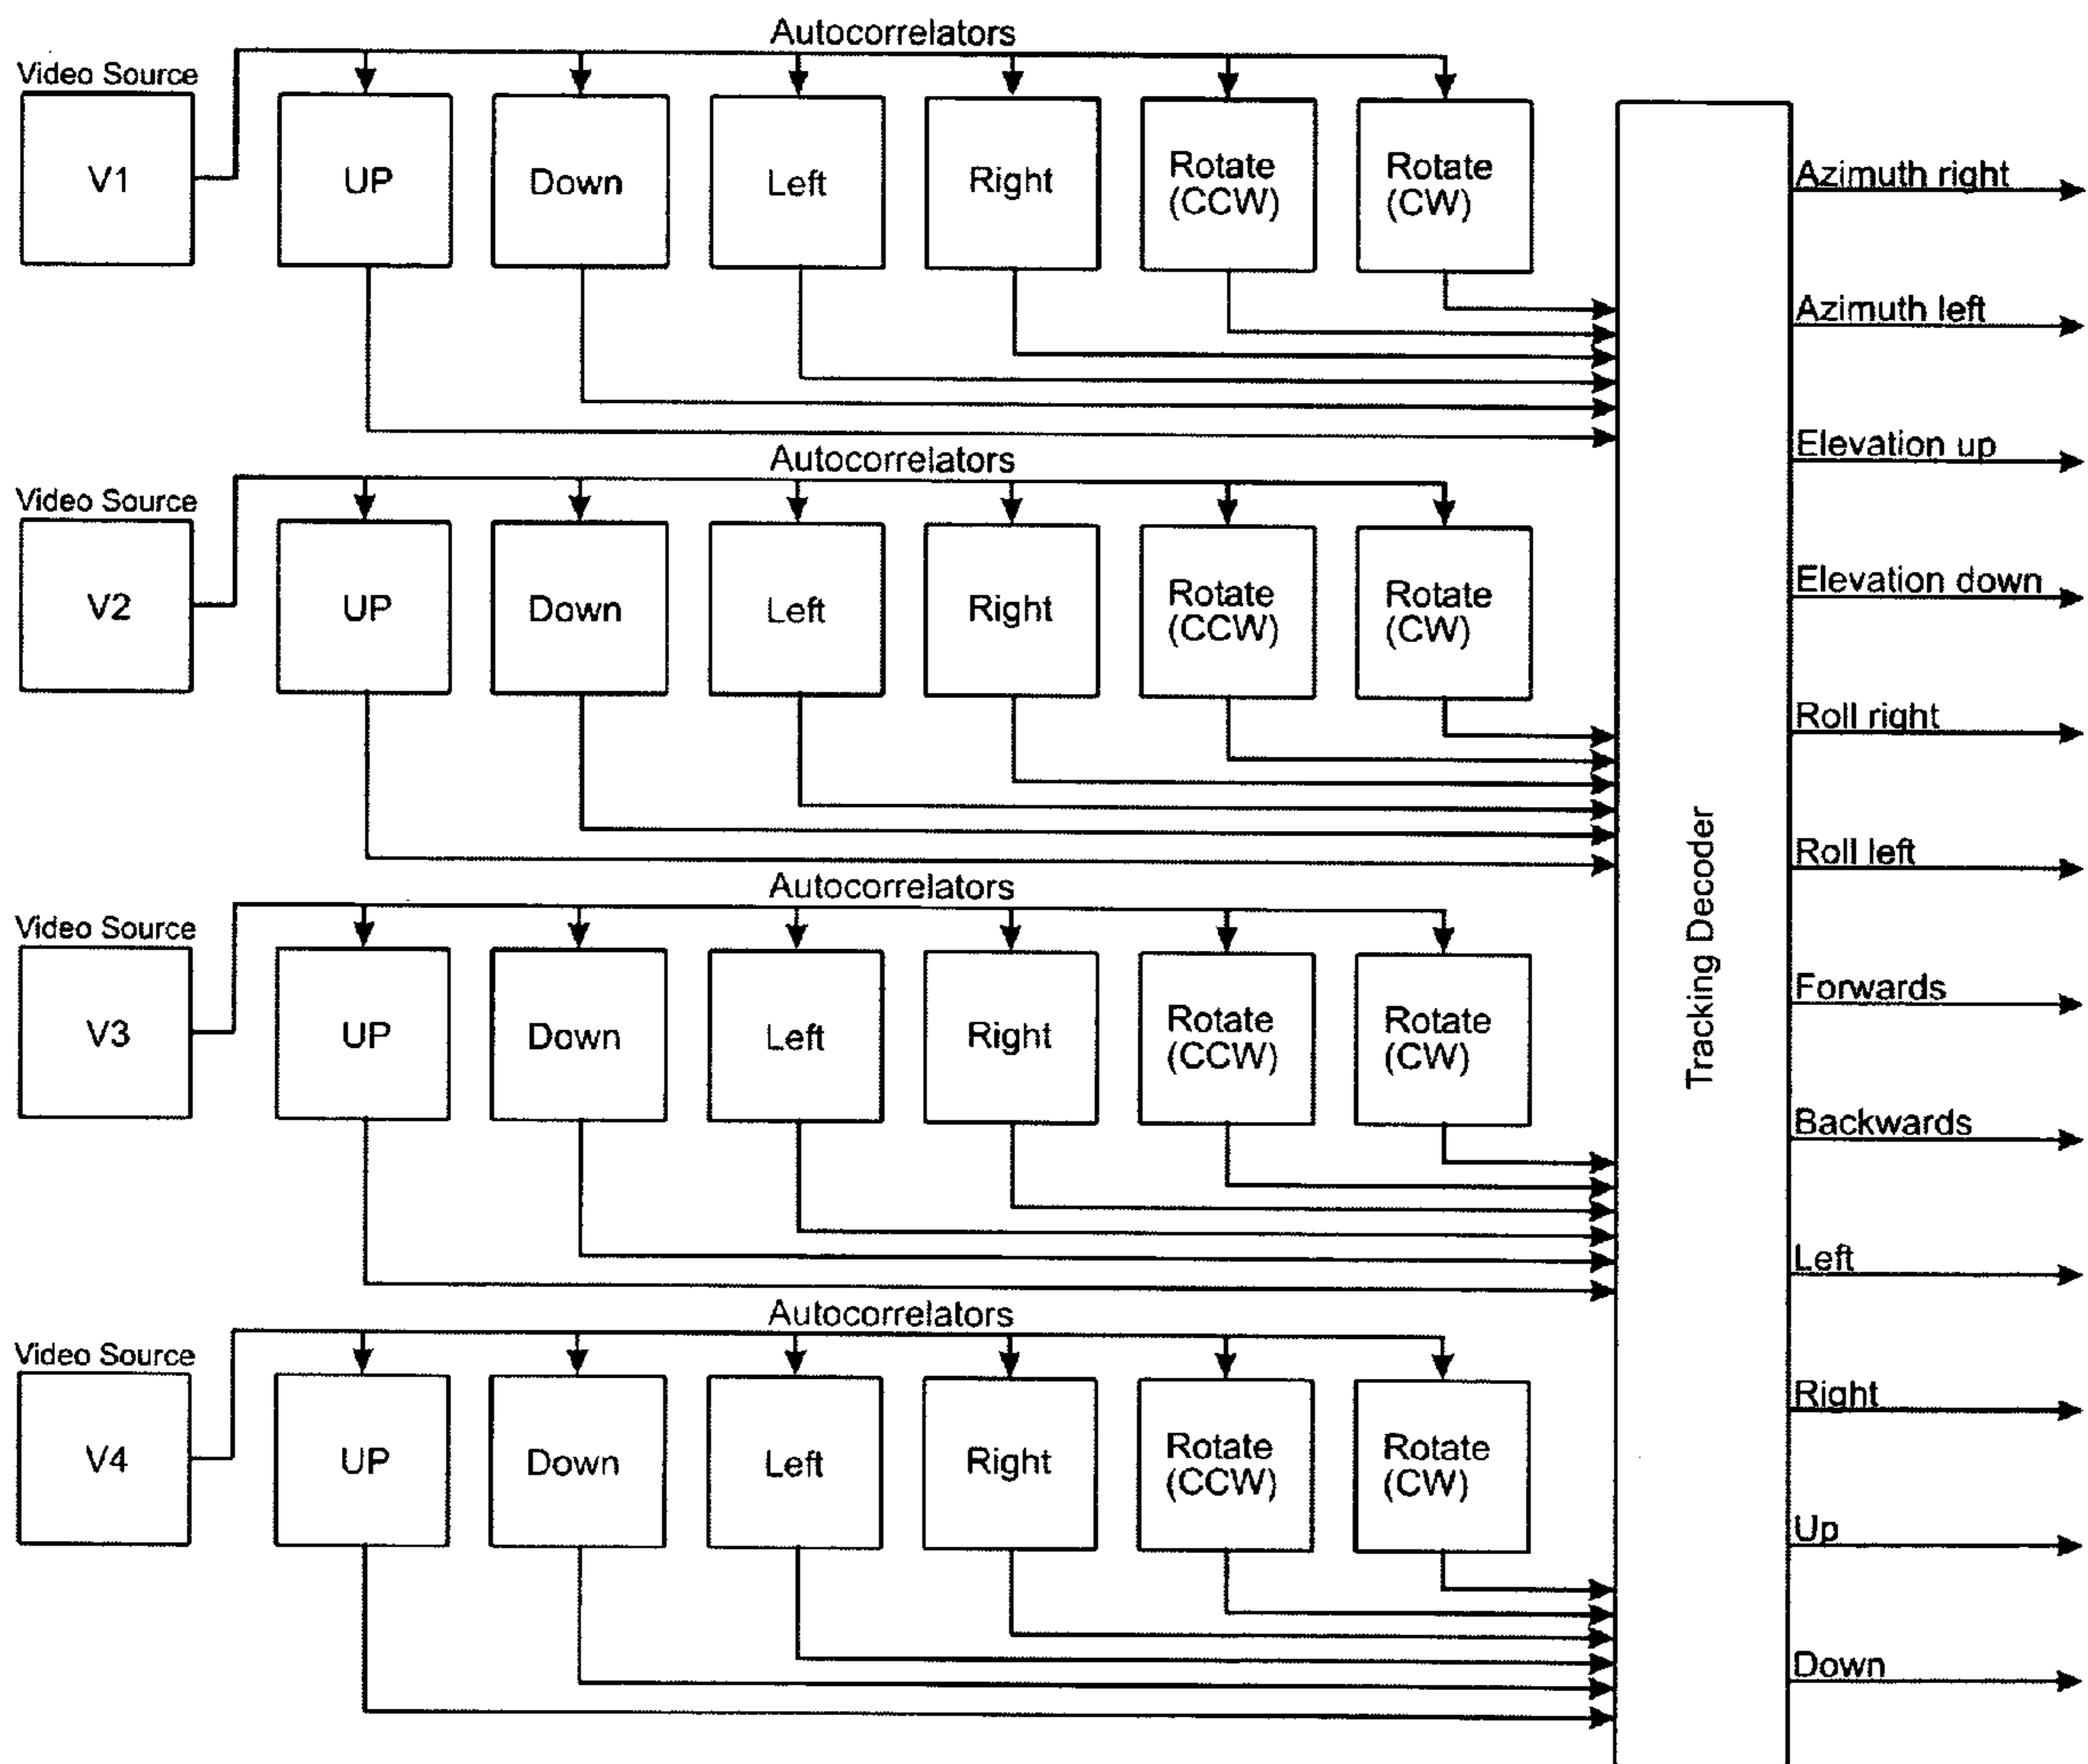 Autocorrelators
Video Source
V1
UP
Down
Left
Right
Rotate
(CCW)
Rotate
(CW)
Autocorrelators
Video Source
V2
UP
Down
Left
Right
Rotate
(CCW)
Rotate
(CW)
Autocorrelators
Video Source
V3
UP
Down
Left
Right
Rotate
(CCW)
Rotate
(CW)
Autocorrelators
Video Source
V4
UP
Down
Left
Right
Rotate
(CCW)
Rotate
(CW)
Tracking Decoder
Azimuth right
Azimuth left
Elevation up
Elevation down
Roll right
Roll left
Forwards
Backwards
Left
Right
Up
Down